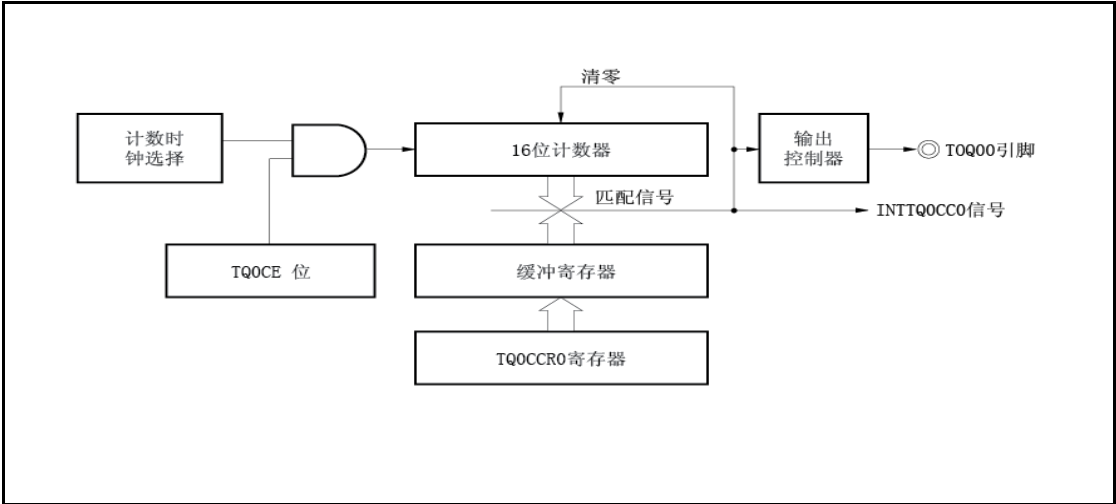 清零
计数时
钟选择
16位计数器
输出
控制器
TOQ00引脚
匹配信号
INTTQ0CC0信号
TQ0CE 位
缓冲寄存器
TQ0CCR0寄存器